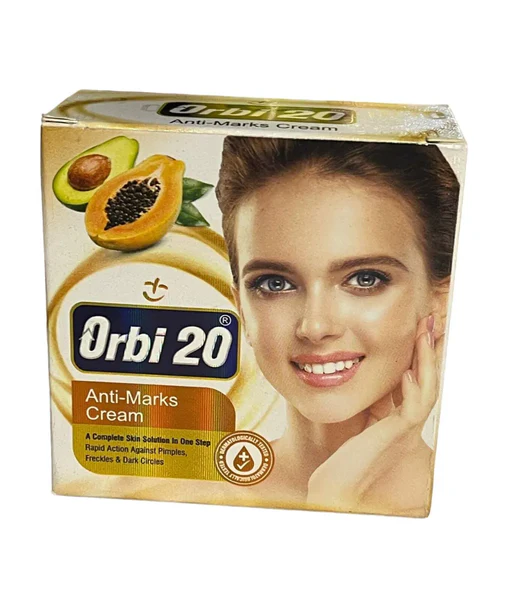 Orbi 20
Anti-Marks Cream
Orbi 20®
Anti-Marks
Cream
A Complete Skin Solution In One Step
Rapid Action Against Pimples,
Freckles & Dark Circles